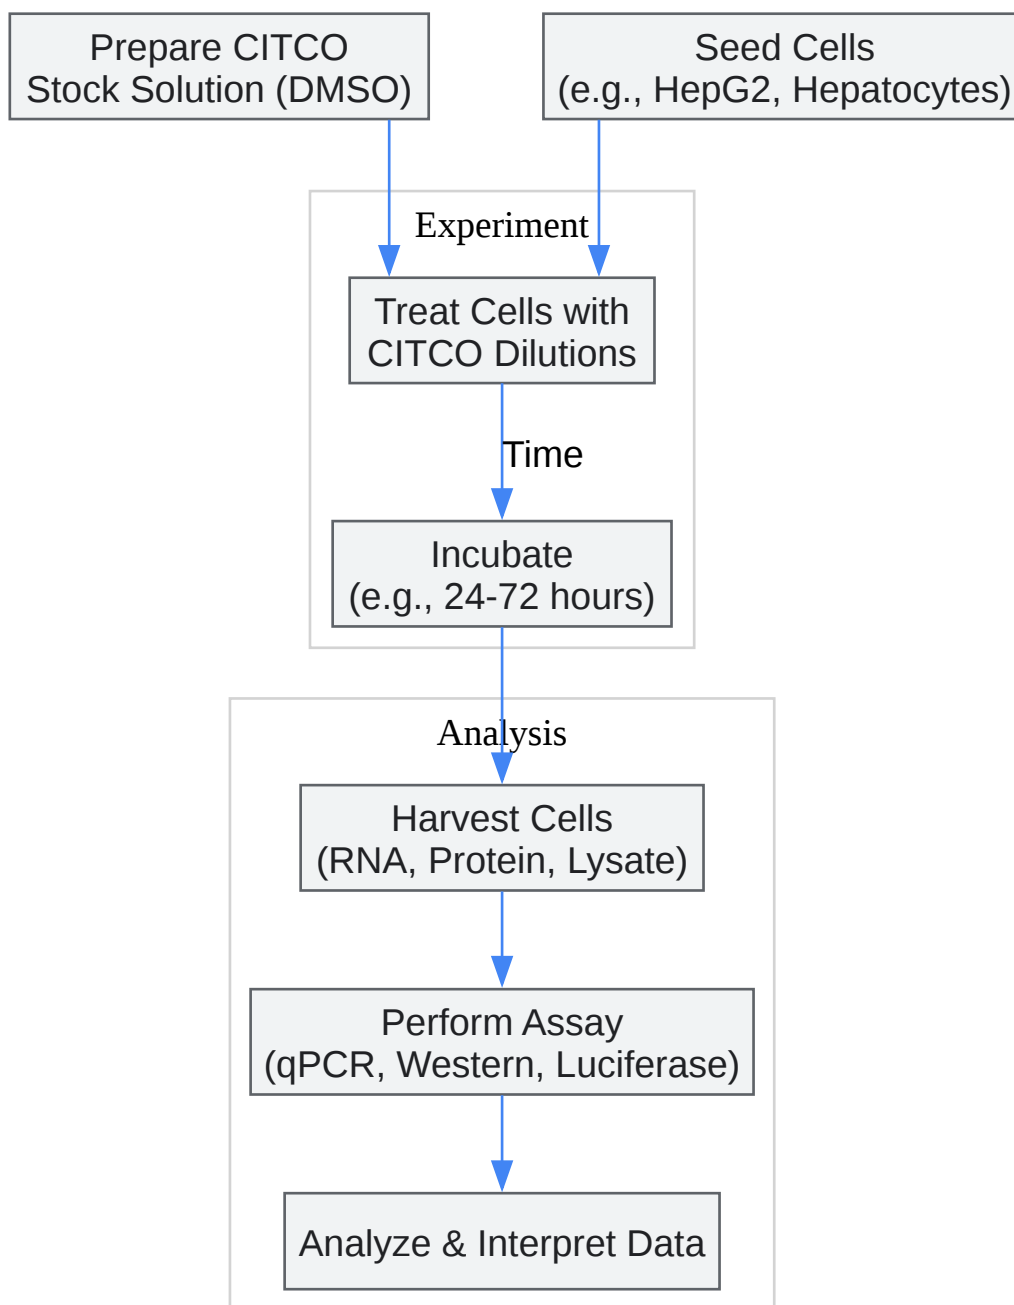 Prepare CITCO
Stock Solution (DMSO)
Seed Cells
(e.g., HepG2, Hepatocytes)
Experiment
Treat Cells with
CITCO Dilutions
Time
Incubate
(e.g., 24-72 hours)
Analysis
Harvest Cells
(RNA, Protein, Lysate)
Perform Assay
(qPCR, Western, Luciferase)
Analyze & Interpret Data